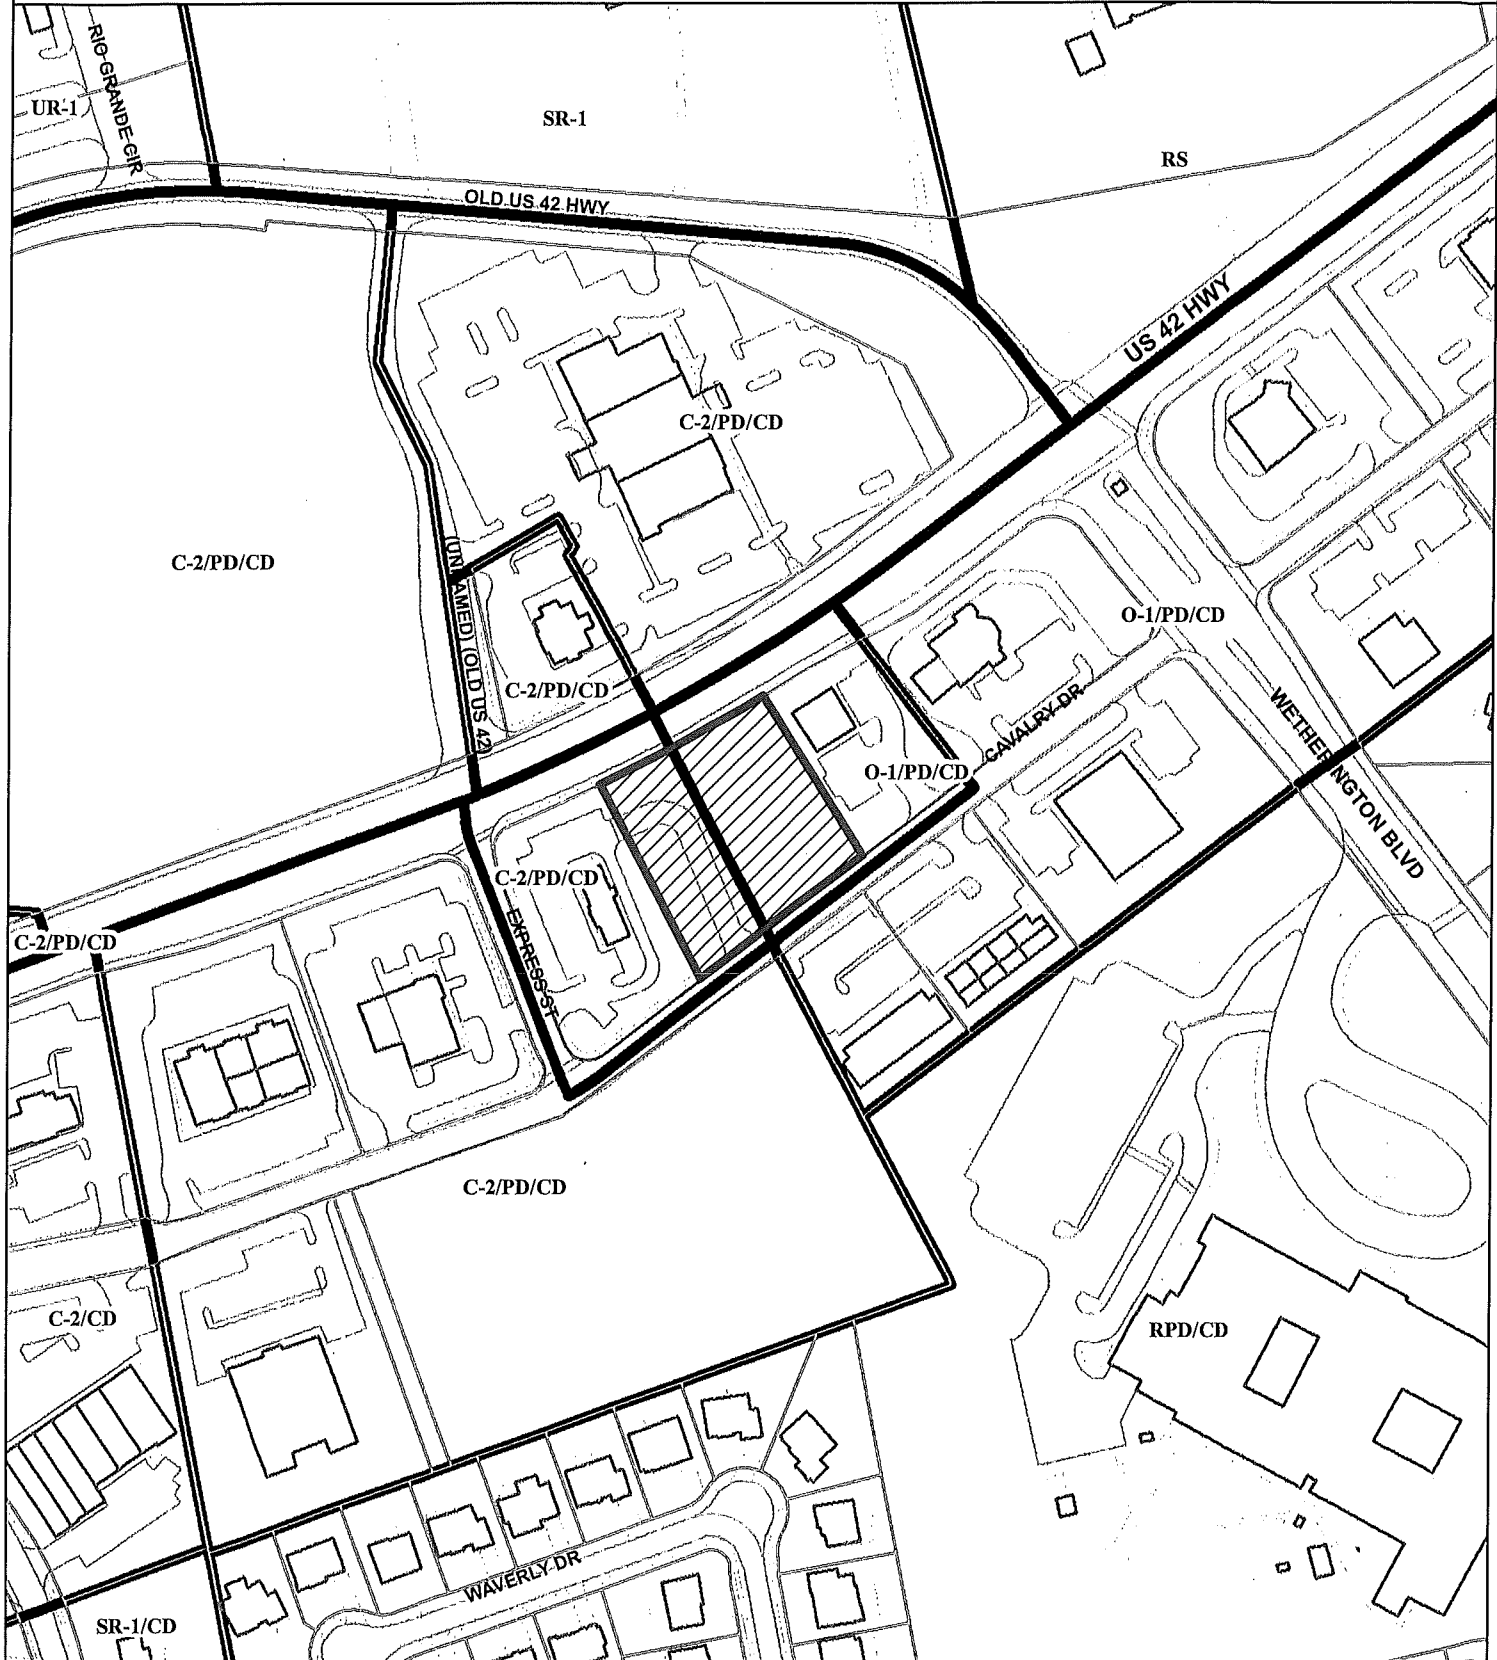 RIO GRANDE CIR
UR-1
SR-1
RS
OLD US 42 HWY
US 42 HWY
C-2/PD/CD
C-2/PD/CD
(UNNAMED) (OLD US 42)
O-1/PD/CD
C-2/PD/CD
CAVALRY DR
WETHERINGTON BLVD
O-1/PD/CD
C-2/PD/CD
EXPRESS ST
C-2/PD/CD
C-2/PD/CD
C-2/CD
RPD/CD
WAVERLY DR
SR-1/CD